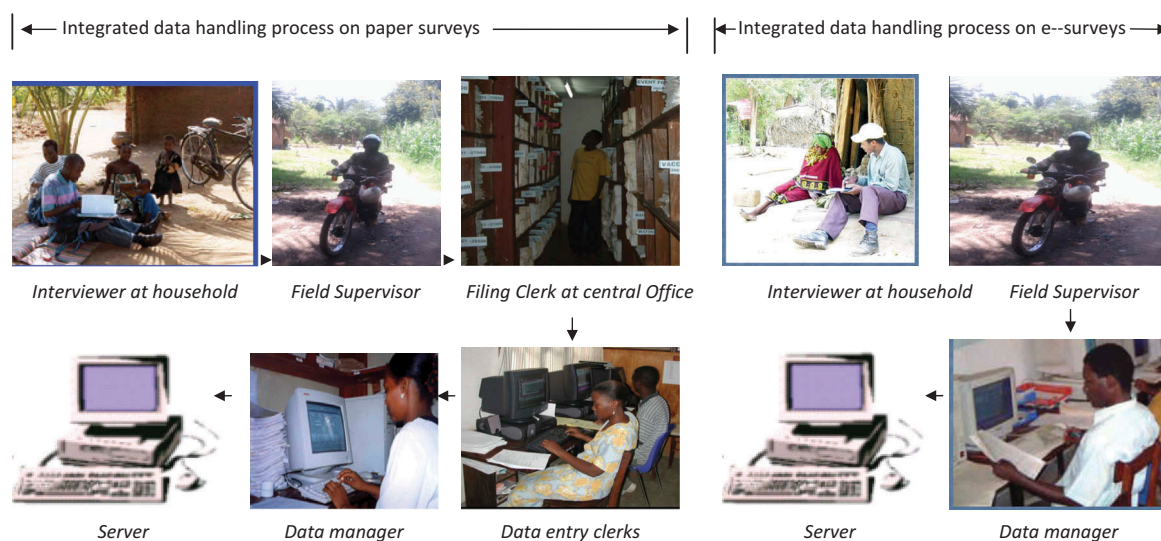 Integrated data handling process on paper surveys
Integrated data handling process on e--surveys
Interviewer at household
Field Supervisor
Filing Clerk at central Office
Interviewer at household
Field Supervisor
Server
Data manager
Data entry clerks
Server
Data manager